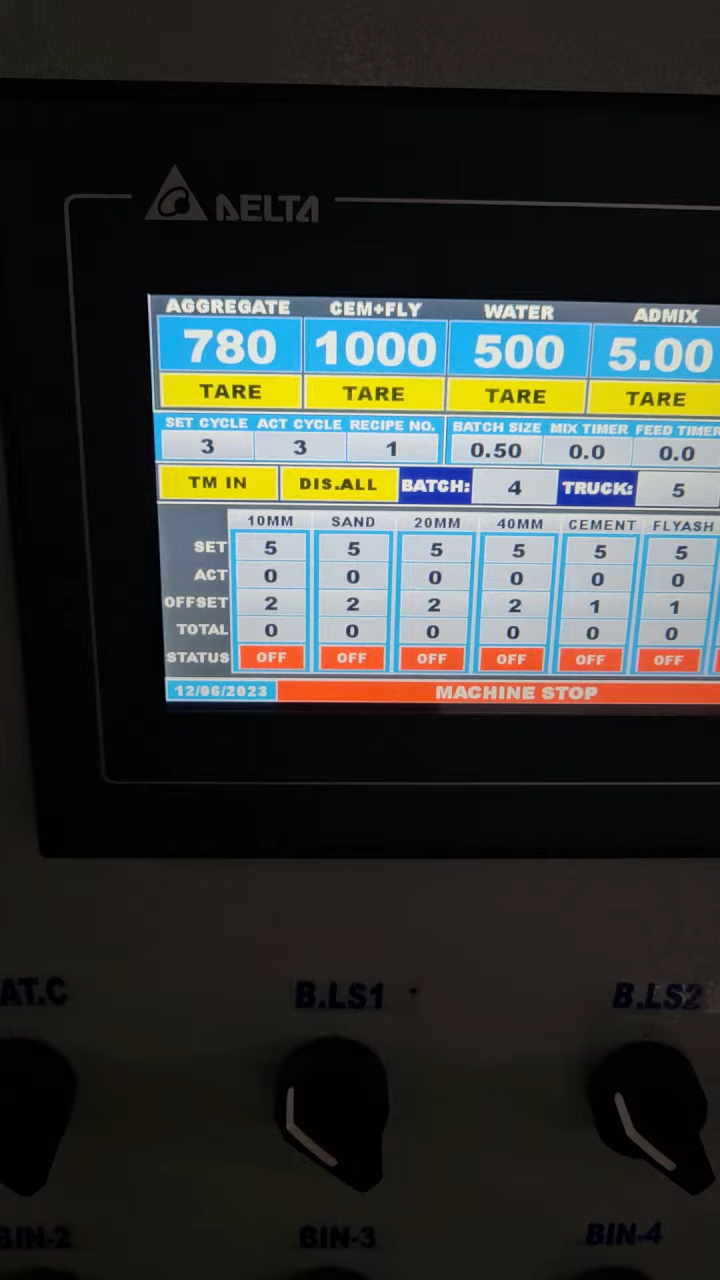 DELTA
AGGREGATE CEM+FLY WATER ADMIX
780 1000 500 5.00
TARE TARE TARE TARE
SET CYCLE ACT CYCLE RECIPE NO. BATCH SIZE MIX TIMER FEED TIMER
3 3 1 0.50 0.0 0.0
TM IN DIS.ALL BATCH: 4 TRUCK: 5
10MM SAND 20MM 40MM CEMENT FLYASH
SET 5 5 5 5 5 5
ACT 0 0 0 0 0 0
OFFSET 2 2 2 2 1 1
TOTAL 0 0 0 0 0 0
STATUS OFF OFF OFF OFF OFF OFF
12/06/2023 MACHINE STOP
AT.C B.LS1 B.LS2
BIN-2 BIN-3 BIN-4